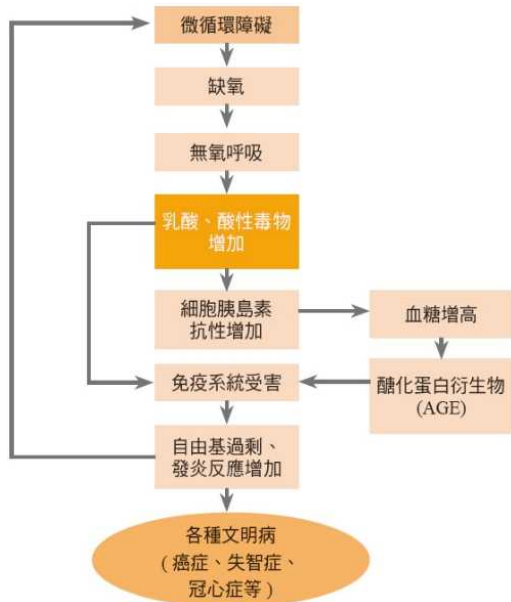 微循環障礙
缺氧
無氧呼吸
乳酸、酸性毒物
增加
細胞胰島素
抗性增加
血糖增高
免疫系統受害
醣化蛋白衍生物
(AGE)
自由基過剩、
發炎反應增加
各種文明病
( 癌症、失智症、
冠心症等 )